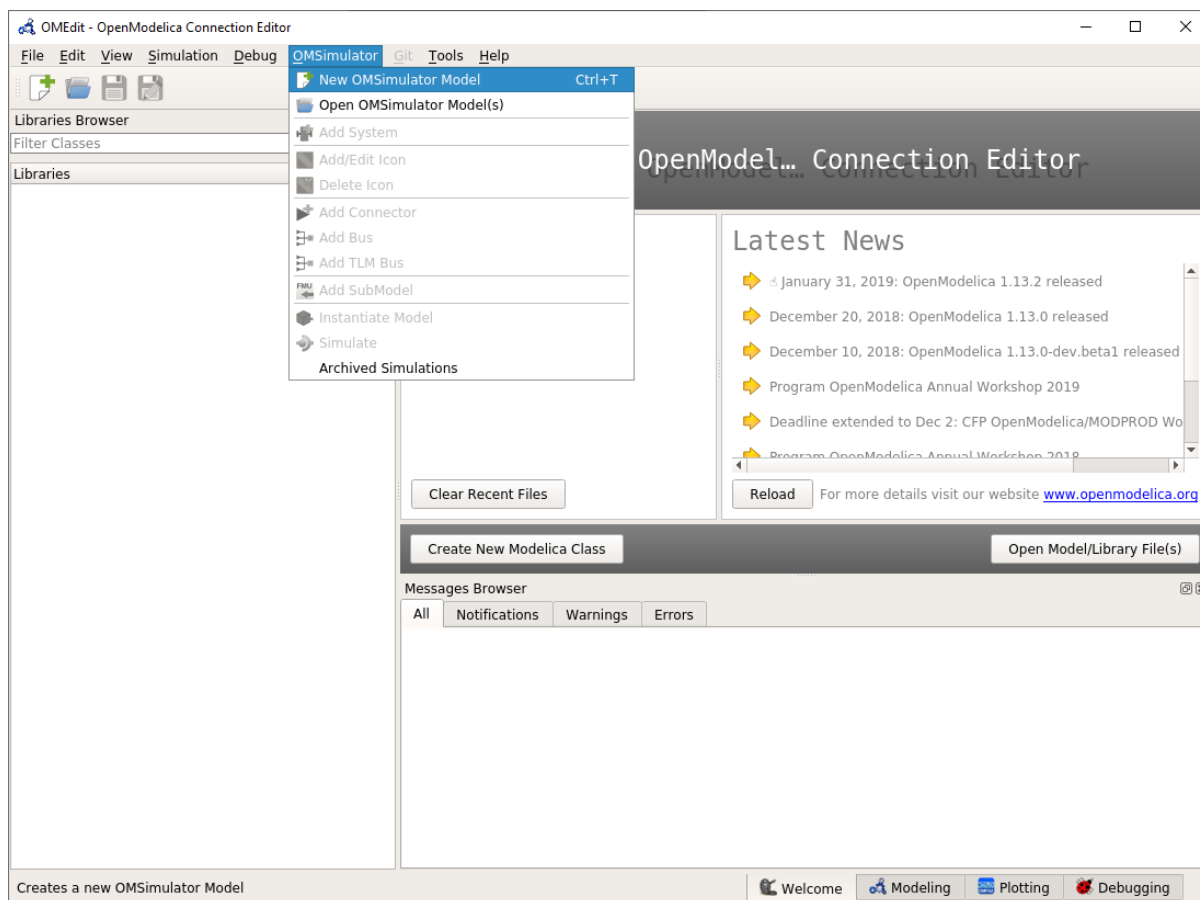 OMEdit - OpenModelica Connection Editor
File Edit View Simulation Debug OMSimulator Git Tools Help
New OMSimulator Model Ctrl+T
Open OMSimulator Model(s)
Add System
Add/Edit Icon
Delete Icon
Add Connector
Add Bus
Add TLM Bus
FMU Add SubModel
Instantiate Model
Simulate
Archived Simulations
Libraries Browser
Filter Classes
Libraries
OpenModel… Connection Editor
Latest News
January 31, 2019: OpenModelica 1.13.2 released
December 20, 2018: OpenModelica 1.13.0 released
December 10, 2018: OpenModelica 1.13.0-dev.beta1 released
Program OpenModelica Annual Workshop 2019
Deadline extended to Dec 2: CFP OpenModelica/MODPROD Wo
Program OpenModelica Annual Workshop 2018
Clear Recent Files
Reload For more details visit our website www.openmodelica.org
Create New Modelica Class
Open Model/Library File(s)
Messages Browser
All Notifications Warnings Errors
Creates a new OMSimulator Model
Welcome Modeling Plotting Debugging